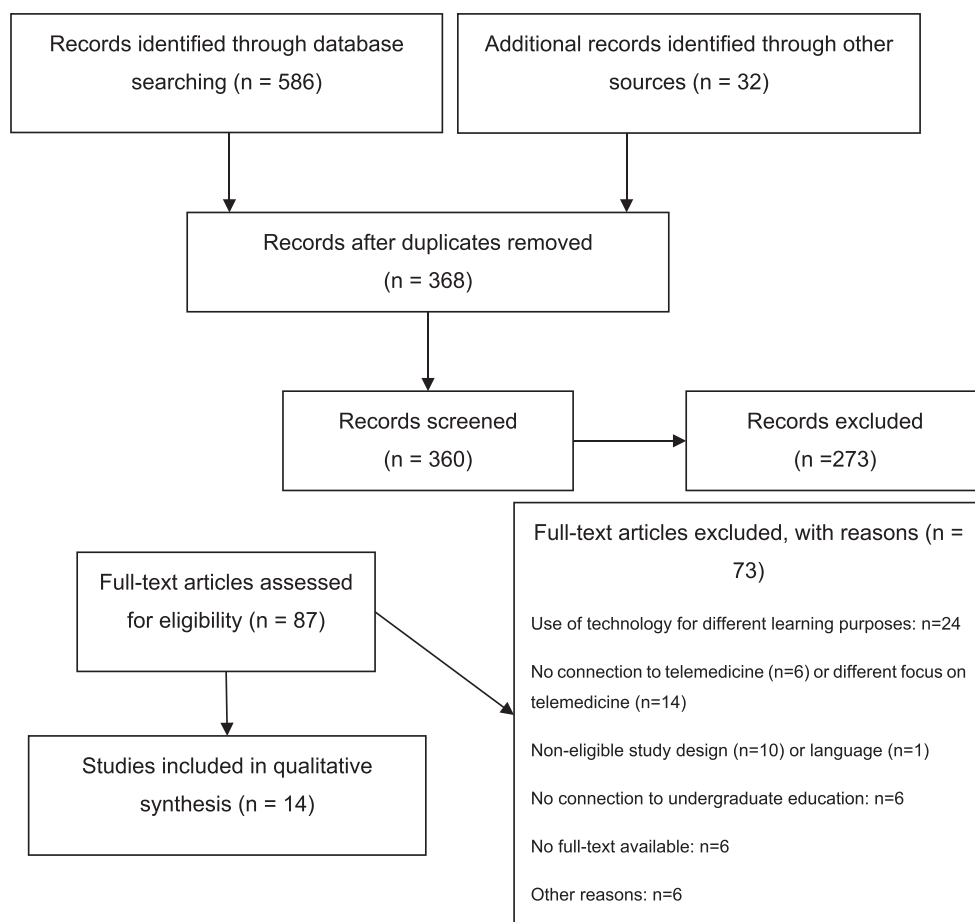 Records identified through database
searching (n = 586)
Additional records identified through other
sources (n = 32)
Records after duplicates removed
(n = 368)
Records screened
(n = 360)
Records excluded
(n =273)
Full-text articles assessed
for eligibility (n = 87)
Full-text articles excluded, with reasons (n =
73)
Use of technology for different learning purposes: n=24
No connection to telemedicine (n=6) or different focus on
telemedicine (n=14)
Non-eligible study design (n=10) or language (n=1)
No connection to undergraduate education: n=6
No full-text available: n=6
Other reasons: n=6
Studies included in qualitative
synthesis (n = 14)